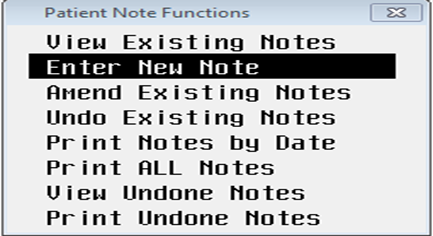 Patient Note Functions
View Existing Notes
Enter New Note
Amend Existing Notes
Undo Existing Notes
Print Notes by Date
Print ALL Notes
View Undone Notes
Print Undone Notes